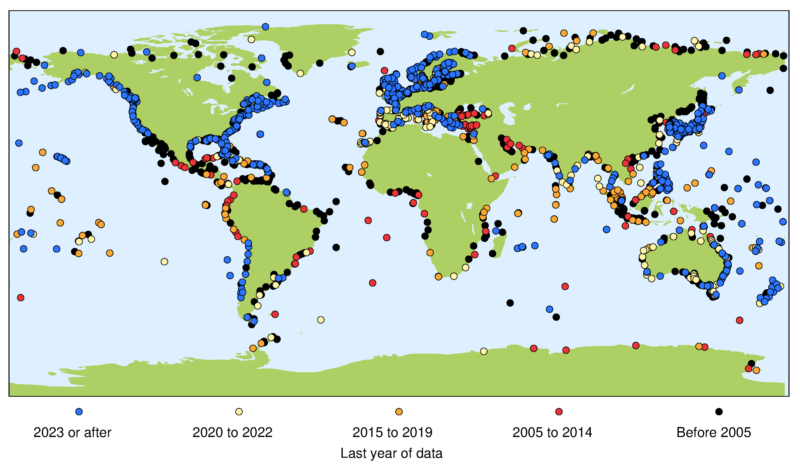 2023 or after 2020 to 2022 2015 to 2019 2005 to 2014 Before 2005
Last year of data